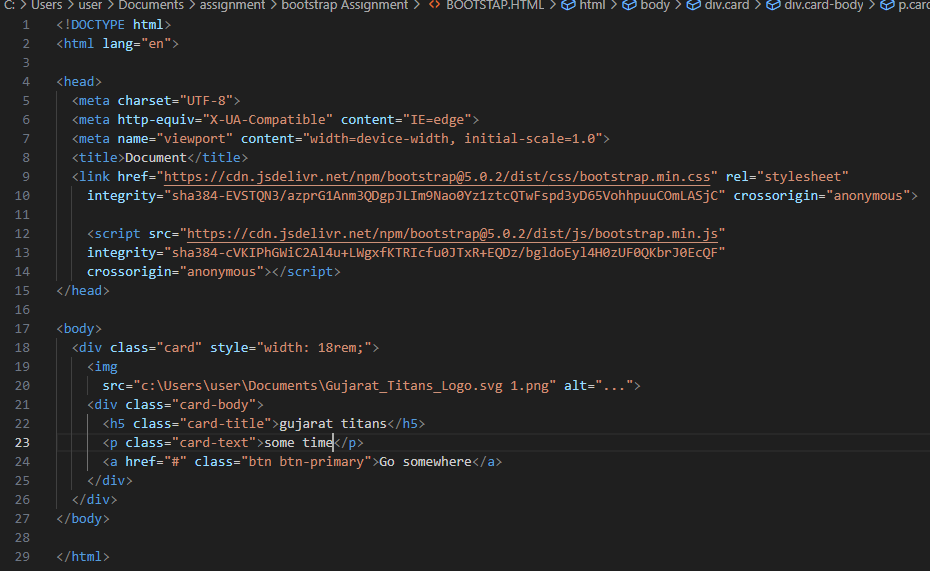 C: > Users > user > Documents > assignment > bootstrap Assignment > <> BOOTSTAP.HTML > html > body > div.card > div.card-body > p.card
1 <!DOCTYPE html>
2 <html lang="en">
3
4 <head>
5 <meta charset="UTF-8">
6 <meta http-equiv="X-UA-Compatible" content="IE=edge">
7 <meta name="viewport" content="width=device-width, initial-scale=1.0">
8 <title>Document</title>
9 <link href="https://cdn.jsdelivr.net/npm/bootstrap@5.0.2/dist/css/bootstrap.min.css" rel="stylesheet"
10 integrity="sha384-EVSTQN3/azprG1Anm3QDgpJLIm9Nao0Yz1ztcQTwFspd3yD65VohhpuuCOmLASjC" crossorigin="anonymous">
11
12 <script src="https://cdn.jsdelivr.net/npm/bootstrap@5.0.2/dist/js/bootstrap.min.js"
13 integrity="sha384-cVKIPhGWiC2Al4u+LWgxfKTRIcfu0JTxR+EQDz/bgldoEyl4H0zUF0QKbrJ0EcQF"
14 crossorigin="anonymous"></script>
15 </head>
16
17 <body>
18 <div class="card" style="width: 18rem;">
19 <img
20 src="c:\Users\user\Documents\Gujarat_Titans_Logo.svg 1.png" alt="...">
21 <div class="card-body">
22 <h5 class="card-title">gujarat titans</h5>
23 <p class="card-text">some time</p>
24 <a href="#" class="btn btn-primary">Go somewhere</a>
25 </div>
26 </div>
27 </body>
28
29 </html>